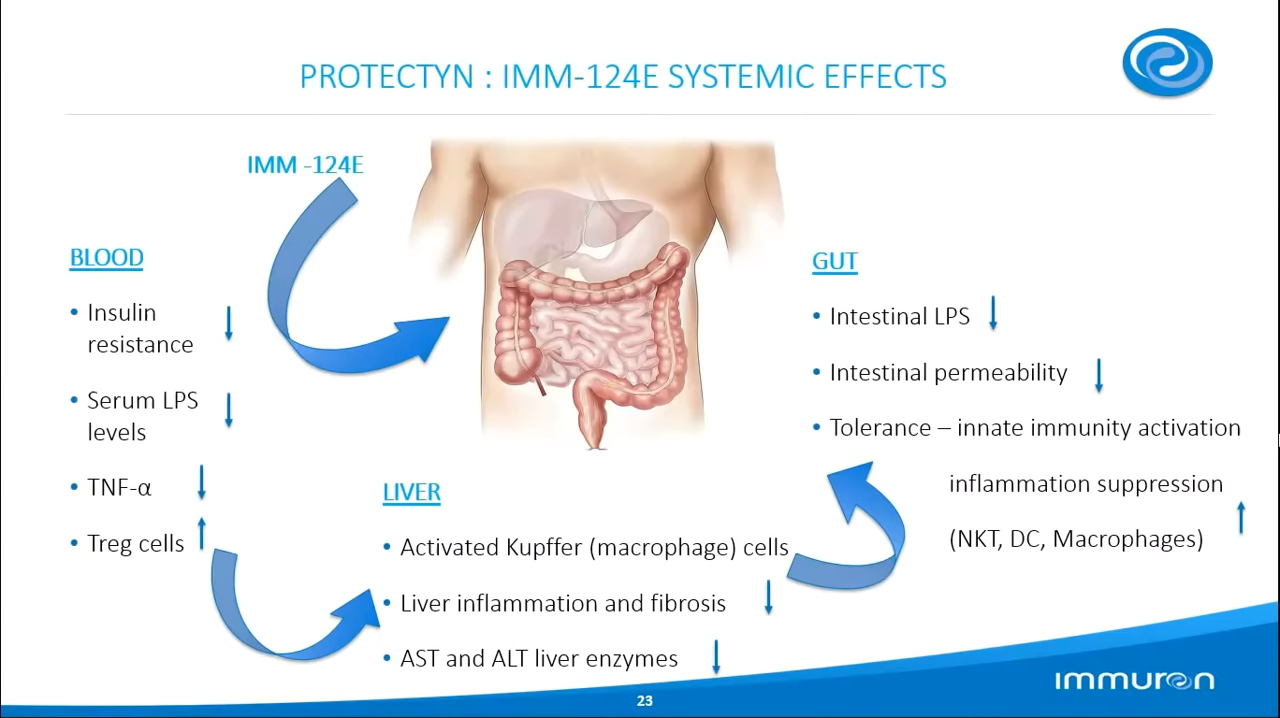 PROTECTYN : IMM-124E SYSTEMIC EFFECTS
IMM -124E
BLOOD
• Insulin
resistance
• Serum LPS
levels
• TNF-α
• Treg cells
LIVER
• Activated Kupffer (macrophage) cells
• Liver inflammation and fibrosis
• AST and ALT liver enzymes
GUT
• Intestinal LPS
• Intestinal permeability
• Tolerance – innate immunity activation
inflammation suppression
(NKT, DC, Macrophages)
immuron
23